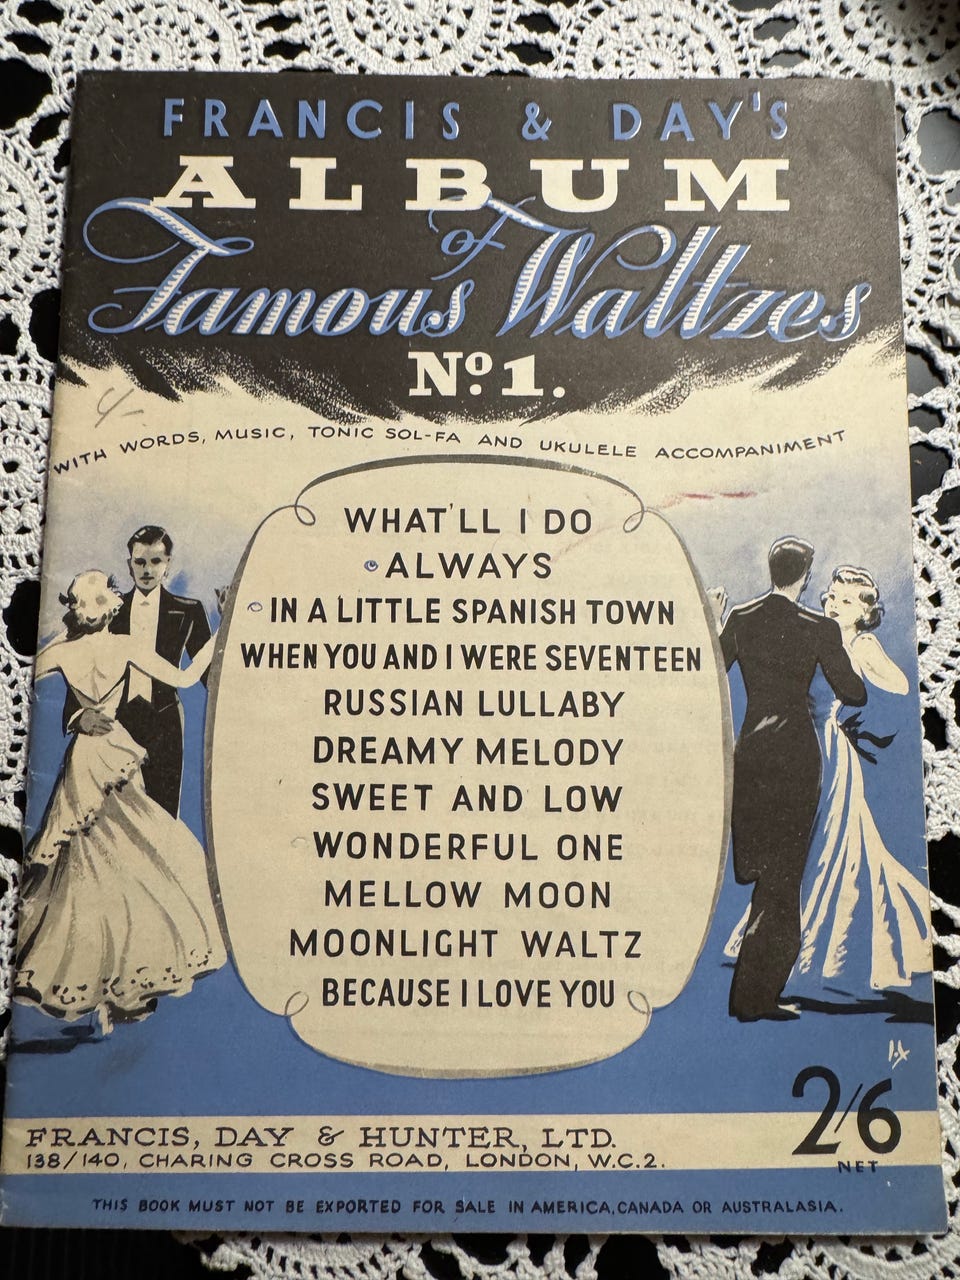 FRANCIS & DAY'S
ALBUM
of
Famous Waltzes
Nº 1.
4/-
WITH WORDS, MUSIC, TONIC SOL-FA AND UKULELE ACCOMPANIMENT
WHAT'LL I DO
ALWAYS
IN A LITTLE SPANISH TOWN
WHEN YOU AND I WERE SEVENTEEN
RUSSIAN LULLABY
DREAMY MELODY
SWEET AND LOW
WONDERFUL ONE
MELLOW MOON
MOONLIGHT WALTZ
BECAUSE I LOVE YOU
2/6
NET
FRANCIS, DAY & HUNTER, LTD.
138/140, CHARING CROSS ROAD, LONDON, W.C.2.
THIS BOOK MUST NOT BE EXPORTED FOR SALE IN AMERICA, CANADA OR AUSTRALASIA.